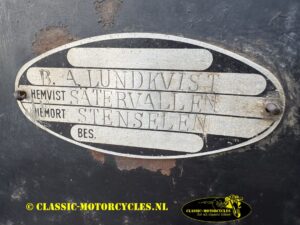 B. A. LUNDKVIST
HEMVIST SÄTERVALLEN
HEMORT STENSELEN
BES.
© CLASSIC-MOTORCYCLES.NL
CLASSIC-MOTORCYCLES